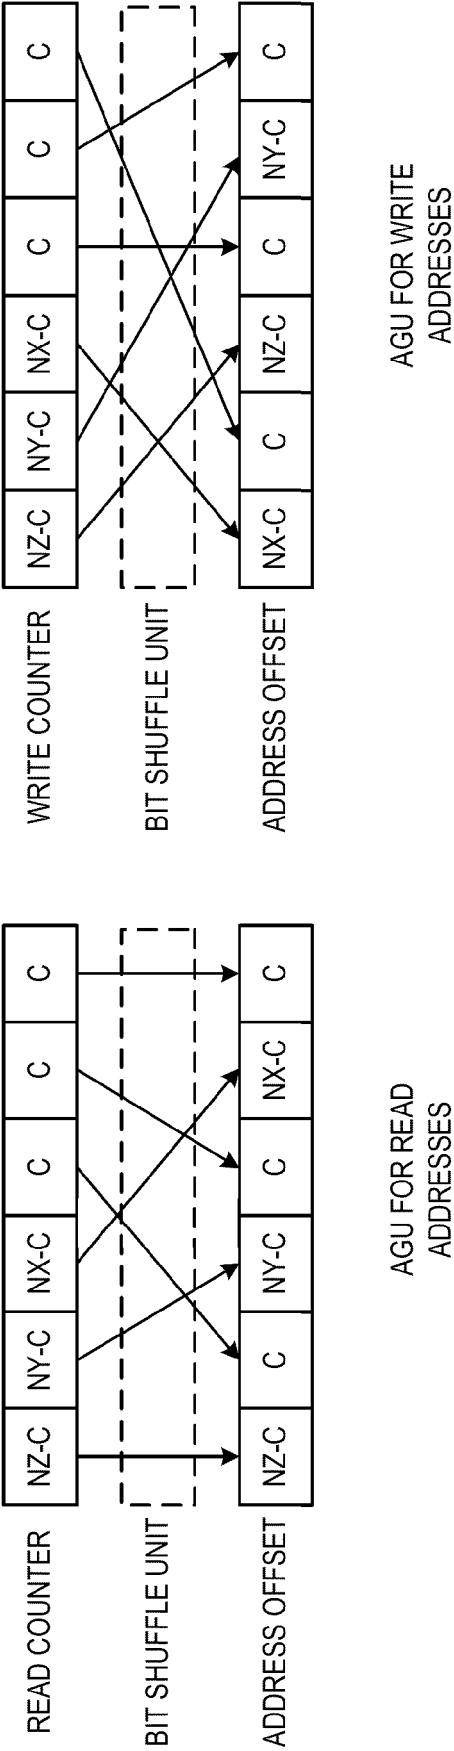 READ COUNTER
NZ-C NY-C NX-C C C C
BIT SHUFFLE UNIT
ADDRESS OFFSET
NZ-C C NY-C C NX-C C
AGU FOR READ
ADDRESSES
WRITE COUNTER
NZ-C NY-C NX-C C C C
BIT SHUFFLE UNIT
ADDRESS OFFSET
NX-C C NZ-C C NY-C C
AGU FOR WRITE
ADDRESSES